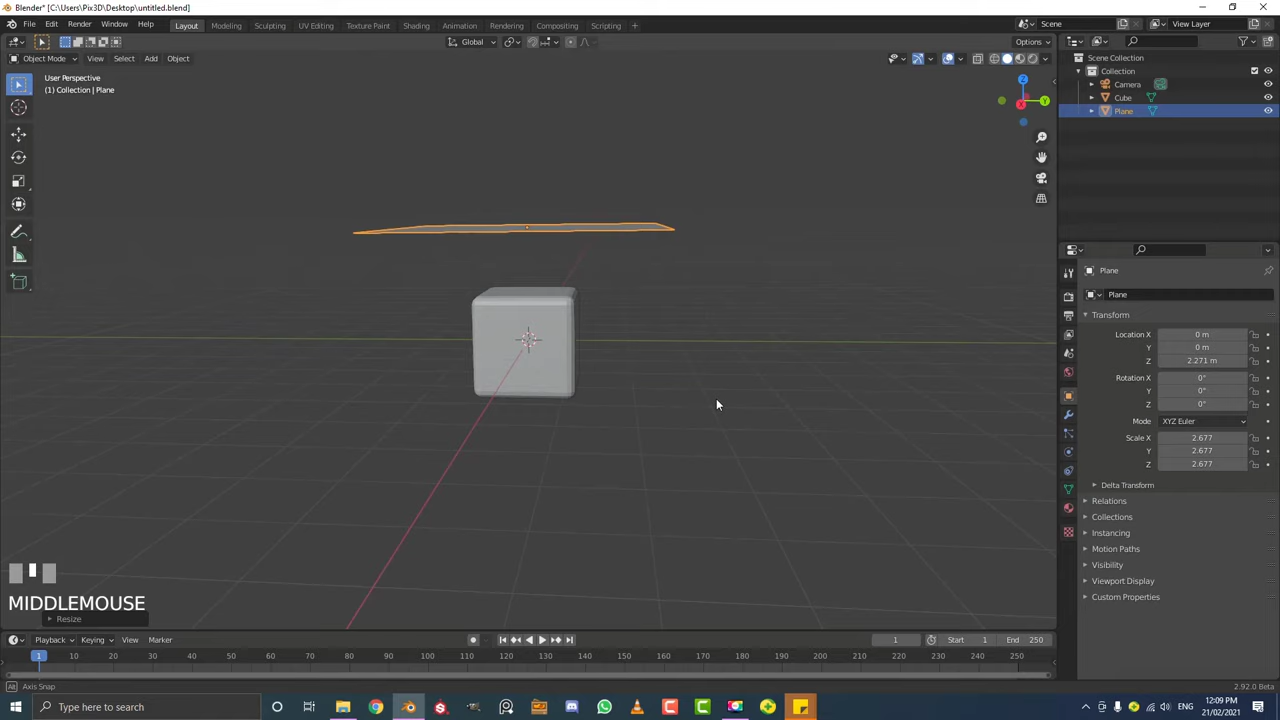 Blender* [C:\Users\Pix3D\Desktop\untitled.blend]
File Edit Render Window Help Layout Modeling Sculpting UV Editing Texture Paint Shading Animation Rendering Compositing Scripting + Scene View Layer
Global Options
Object Mode View Select Add Object
User Perspective
(1) Collection | Plane
Z
Y
X
Scene Collection
Collection
Camera
Cube
Plane
Plane
Plane
Transform
Location X 0 m
Y 0 m
Z 2.271 m
Rotation X 0°
Y 0°
Z 0°
Mode XYZ Euler
Scale X 2.677
Y 2.677
Z 2.677
Delta Transform
Relations
Collections
Instancing
Motion Paths
Visibility
Viewport Display
Custom Properties
MIDDLEMOUSE
Resize
Playback Keying View Marker 1 Start 1 End 250
1 10 20 30 40 50 60 70 80 90 100 110 120 130 140 150 160 170 180 190 200 210 220 230 240 250
Alt Axis Snap 2.92.0 Beta
Type here to search
ENG
12:09 PM
21/02/2021